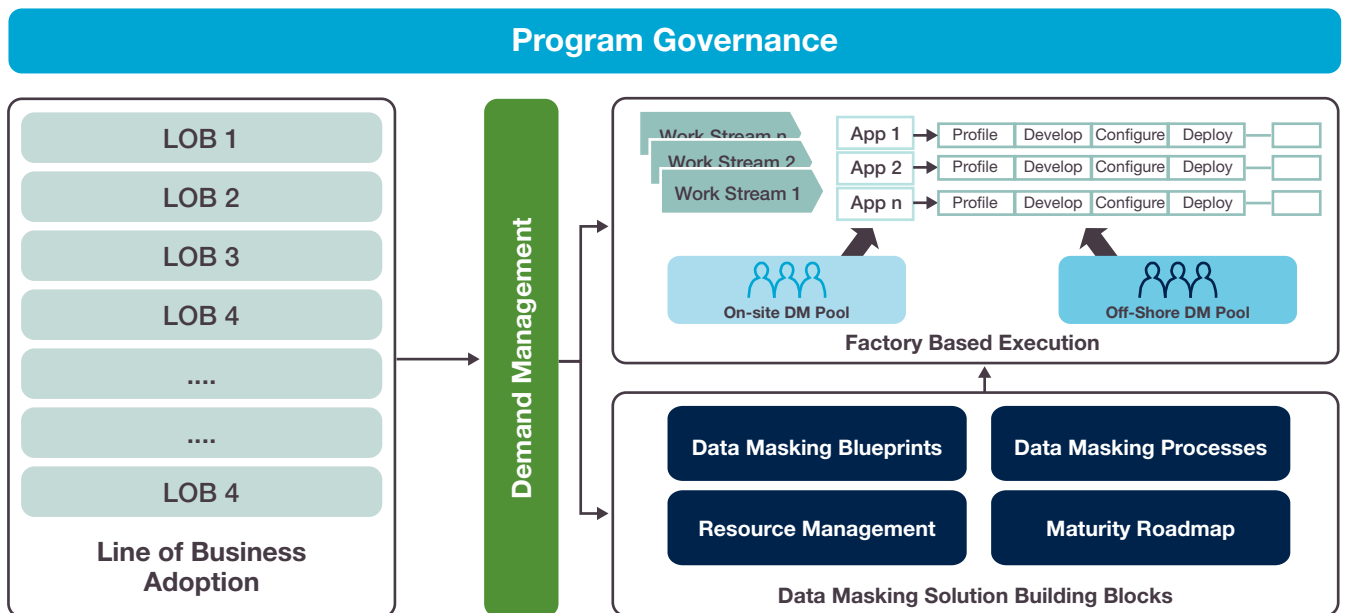 Program Governance
LOB 1
LOB 2
LOB 3
LOB 4
....
....
LOB 4
Line of Business
Adoption
Demand Management
Work Stream n
Work Stream 2
Work Stream 1
App 1
Profile
Develop
Configure
Deploy
App 2
Profile
Develop
Configure
Deploy
App n
Profile
Develop
Configure
Deploy
On-site DM Pool
Off-Shore DM Pool
Factory Based Execution
Data Masking Blueprints
Data Masking Processes
Resource Management
Maturity Roadmap
Data Masking Solution Building Blocks